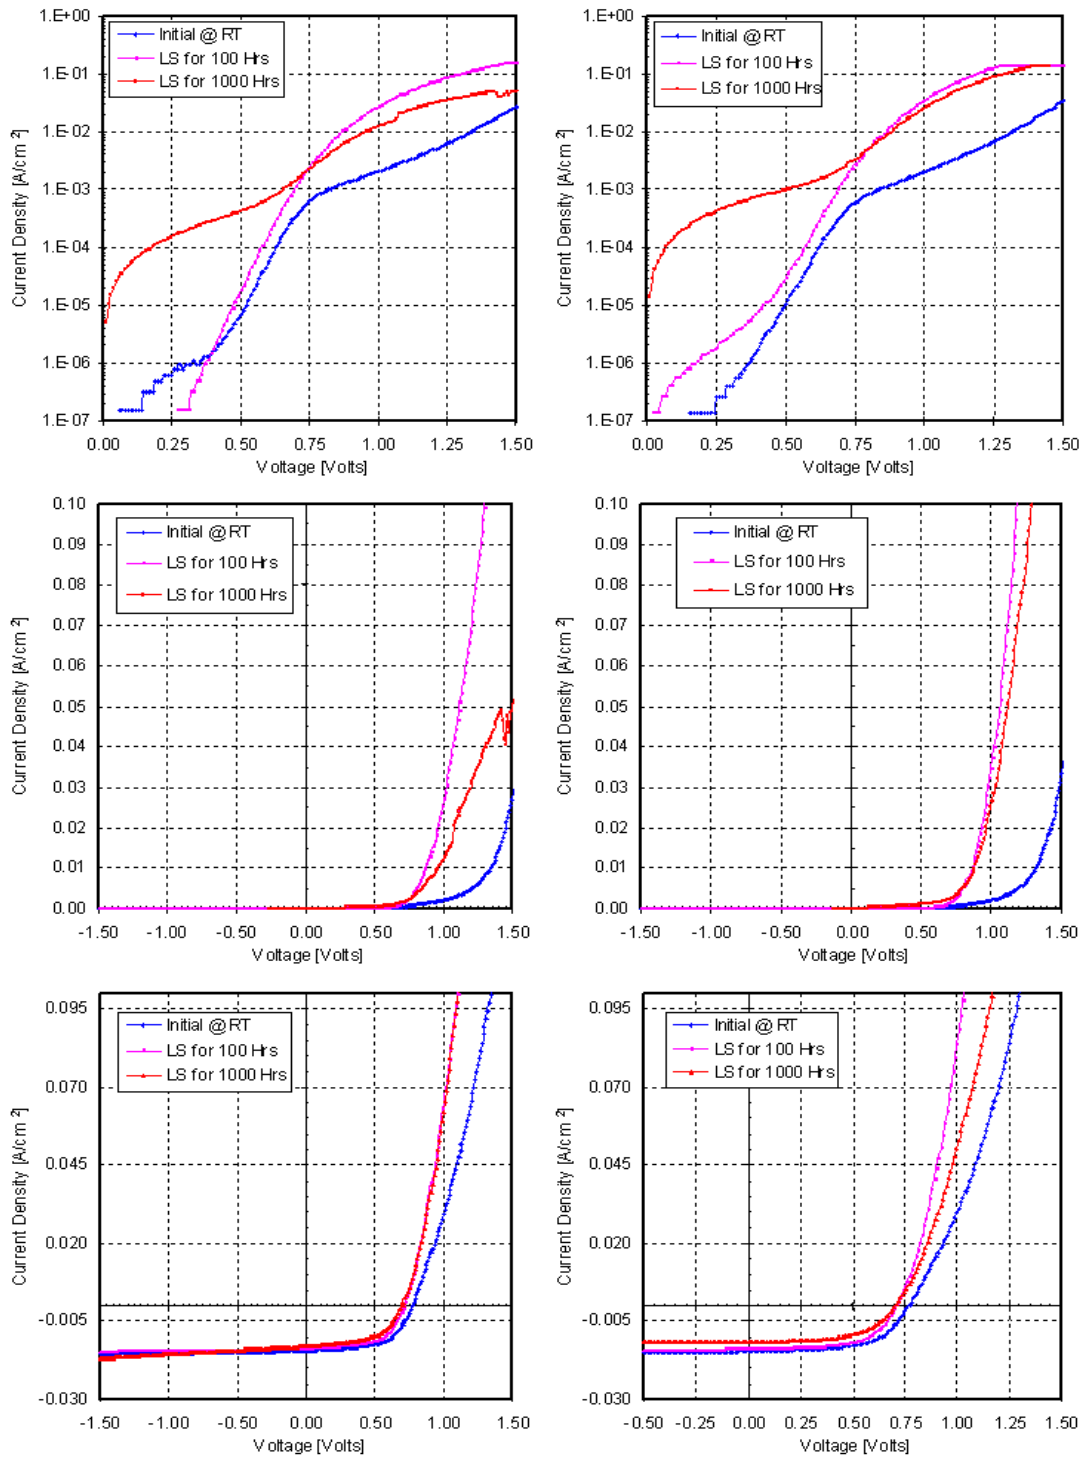 1.E+00
1.E-01
1.E-02
1.E-03
1.E-04
1.E-05
1.E-06
1.E-07
Current Density [A/cm 2]
Initial @ RT
LS for 100 Hrs
LS for 1000 Hrs
0.00 0.25 0.50 0.75 1.00 1.25 1.50
Voltage [Volts]
1.E+00
1.E-01
1.E-02
1.E-03
1.E-04
1.E-05
1.E-06
1.E-07
Current Density [A/cm 2]
Initial @ RT
LS for 100 Hrs
LS for 1000 Hrs
0.00 0.25 0.50 0.75 1.00 1.25 1.50
Voltage [Volts]
0.10
0.09
0.08
0.07
0.06
0.05
0.04
0.03
0.02
0.01
0.00
Current Density [A/cm 2]
Initial @ RT
LS for 100 Hrs
LS for 1000 Hrs
-1.50 -1.00 -0.50 0.00 0.50 1.00 1.50
Voltage [Volts]
0.10
0.09
0.08
0.07
0.06
0.05
0.04
0.03
0.02
0.01
0.00
Current Density [A/cm 2]
Initial @ RT
LS for 100 Hrs
LS for 1000 Hrs
-1.50 -1.00 -0.50 0.00 0.50 1.00 1.50
Voltage [Volts]
0.095
0.070
0.045
0.020
-0.005
-0.030
Current Density [A/cm 2]
Initial @ RT
LS for 100 Hrs
LS for 1000 Hrs
-1.50 -1.00 -0.50 0.00 0.50 1.00 1.50
Voltage [Volts]
0.095
0.070
0.045
0.020
-0.005
-0.030
Current Density [A/cm 2]
Initial @ RT
LS for 100 Hrs
LS for 1000 Hrs
-0.50 -0.25 0.00 0.25 0.50 0.75 1.00 1.25 1.50
Voltage [Volts]